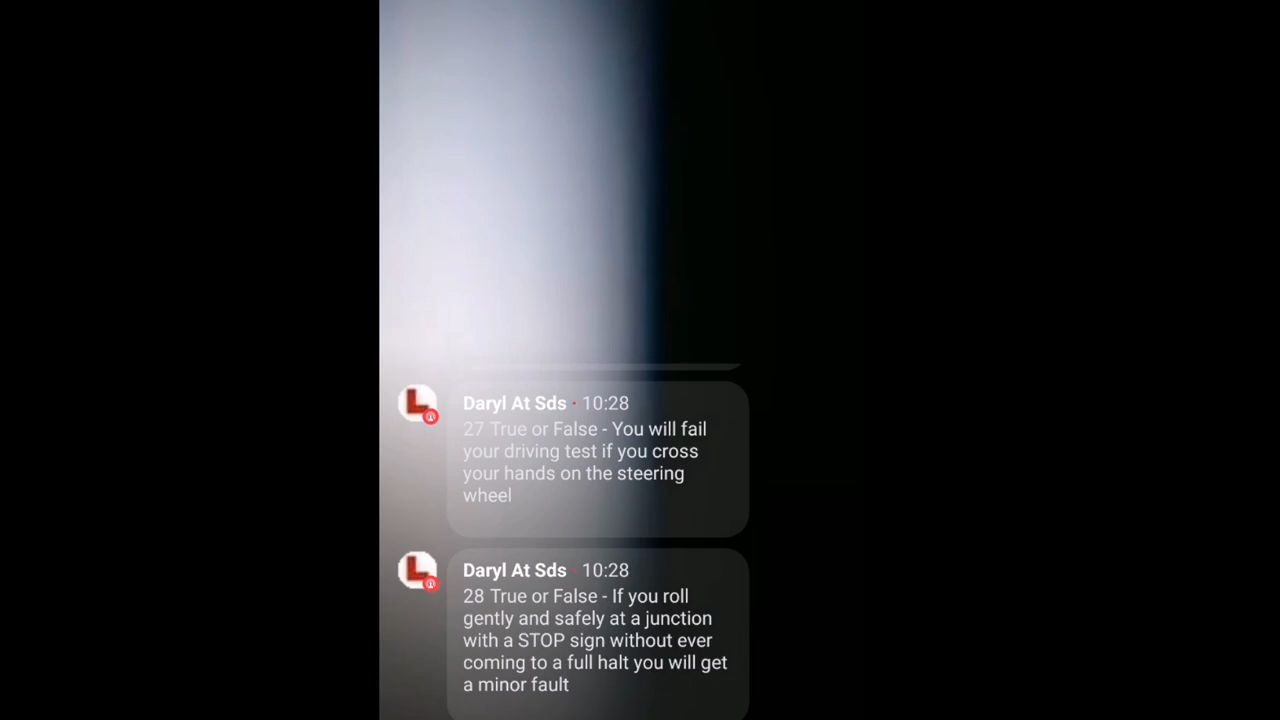 Daryl At Sds · 10:28
27 True or False - You will fail
your driving test if you cross
your hands on the steering
wheel
Daryl At Sds · 10:28
28 True or False - If you roll
gently and safely at a junction
with a STOP sign without ever
coming to a full halt you will get
a minor fault